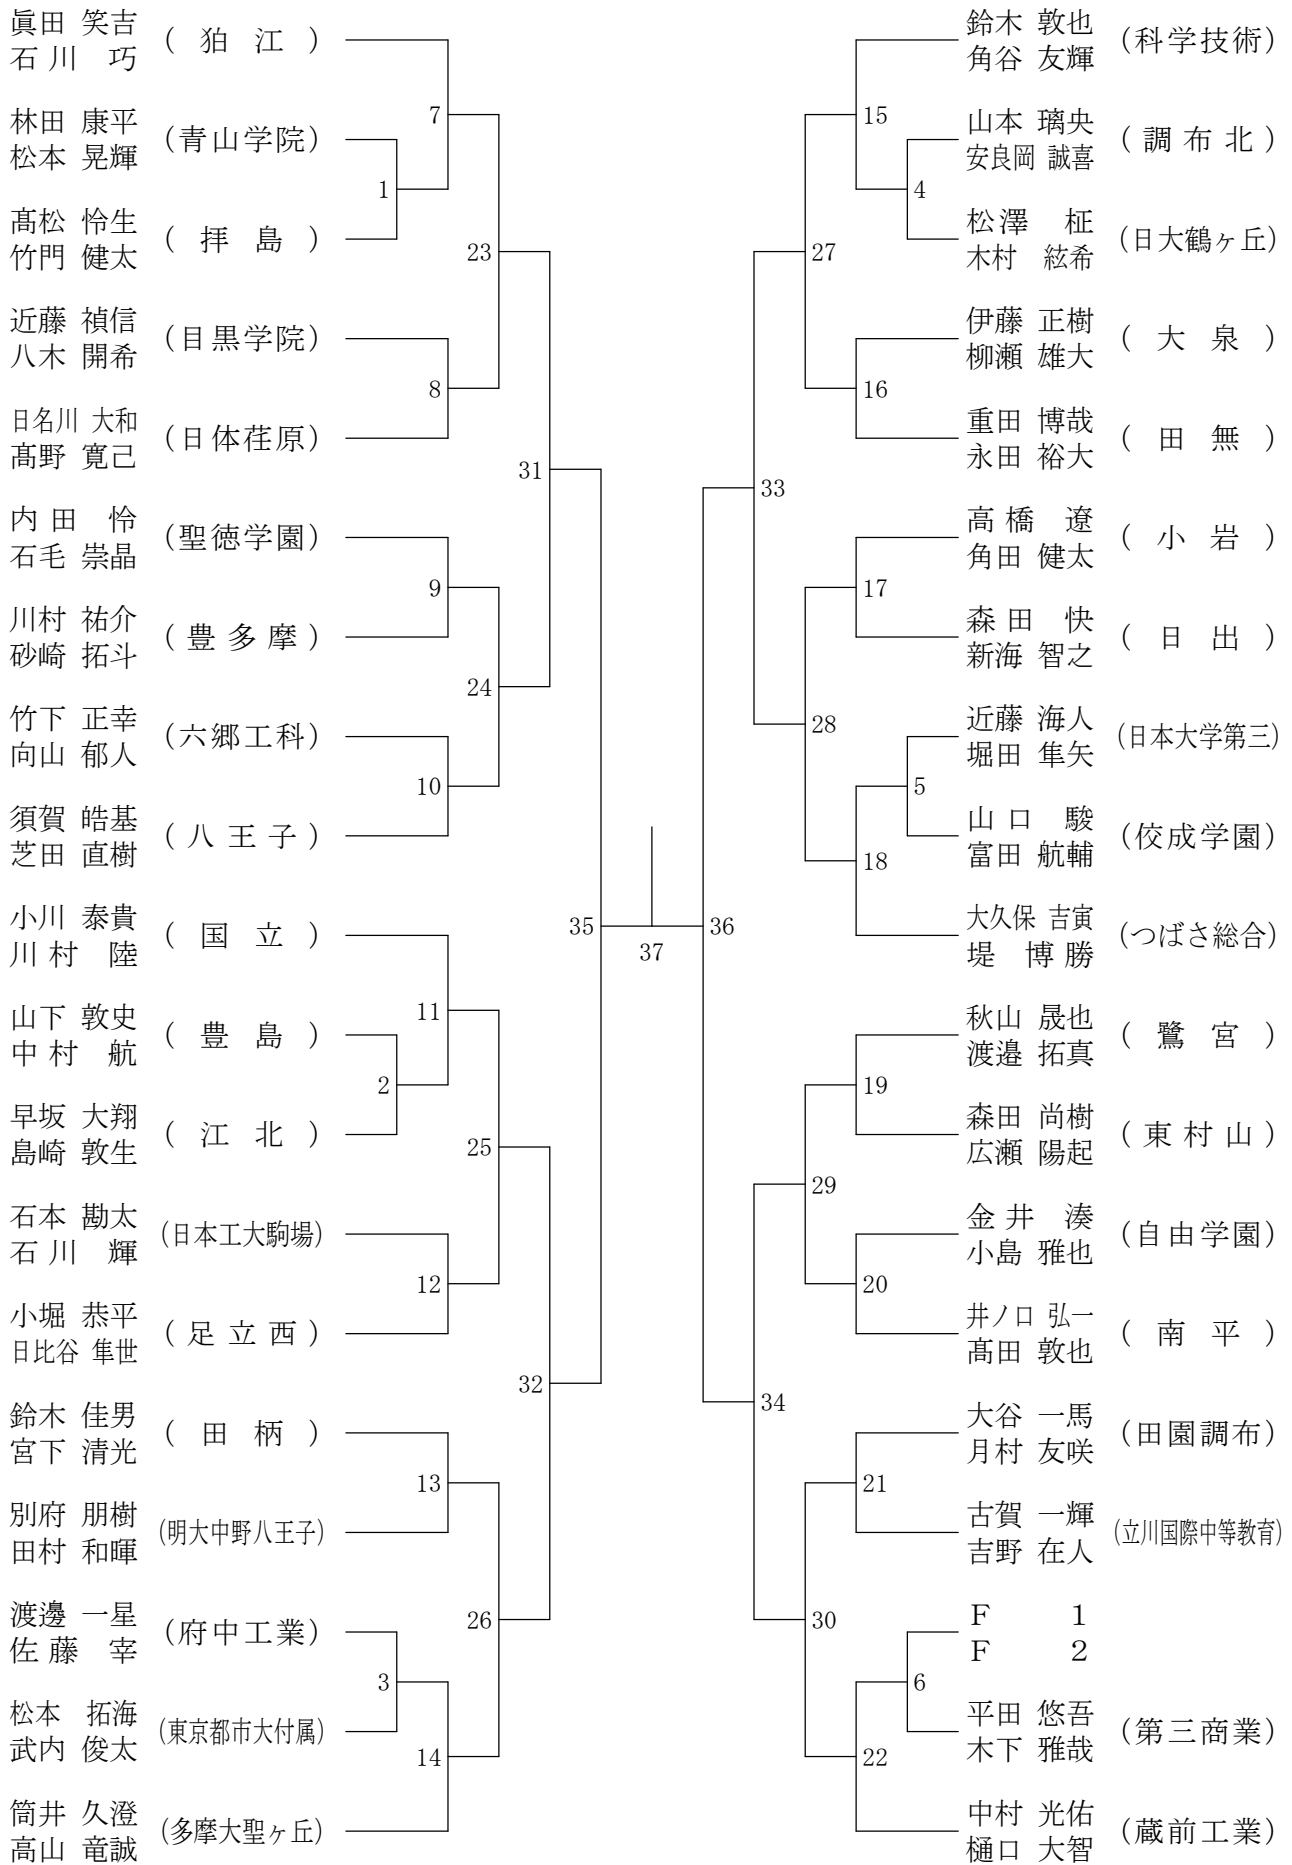 眞田 笑吉
石川 巧
(狛江)
林田 康平
松本 晃輝
(青山学院)
髙松 怜生
竹門 健太
(拝島)
近藤 禎信
八木 開希
(目黒学院)
日名川 大和
髙野 寛己
(日体荏原)
内田 怜
石毛 崇晶
(聖徳学園)
川村 祐介
砂崎 拓斗
(豊多摩)
竹下 正幸
向山 郁人
(六郷工科)
須賀 皓基
芝田 直樹
(八王子)
小川 泰貴
川村 陸
(国立)
山下 敦史
中村 航
(豊島)
早坂 大翔
島崎 敦生
(江北)
石本 勘太
石川 輝
(日本工大駒場)
小堀 恭平
日比谷 隼世
(足立西)
鈴木 佳男
宮下 清光
(田柄)
別府 朋樹
田村 和暉
(明大中野八王子)
渡邊 一星
佐藤 宰
(府中工業)
松本 拓海
武内 俊太
(東京都市大付属)
筒井 久澄
高山 竜誠
(多摩大聖ヶ丘)
7
1
23
8
31
9
24
10
35
11
2
25
12
32
13
26
3
14
37
36
15
4
27
16
33
17
28
5
18
19
29
20
34
21
30
6
22
鈴木 敦也
角谷 友輝
(科学技術)
山本 璃央
安良岡 誠喜
(調布北)
松澤 柾
木村 絃希
(日大鶴ヶ丘)
伊藤 正樹
柳瀬 雄大
(大泉)
重田 博哉
永田 裕大
(田無)
高橋 遼
角田 健太
(小岩)
森田 快
新海 智之
(日出)
近藤 海人
堀田 隼矢
(日本大学第三)
山口 駿
富田 航輔
(佼成学園)
大久保 吉寅
堤 博勝
(つばさ総合)
秋山 晟也
渡邉 拓真
(鷺宮)
森田 尚樹
広瀬 陽起
(東村山)
金井 湊
小島 雅也
(自由学園)
井ノ口 弘一
髙田 敦也
(南平)
大谷 一馬
月村 友咲
(田園調布)
古賀 一輝
吉野 在人
(立川国際中等教育)
F 1
F 2
平田 悠吾
木下 雅哉
(第三商業)
中村 光佑
樋口 大智
(蔵前工業)